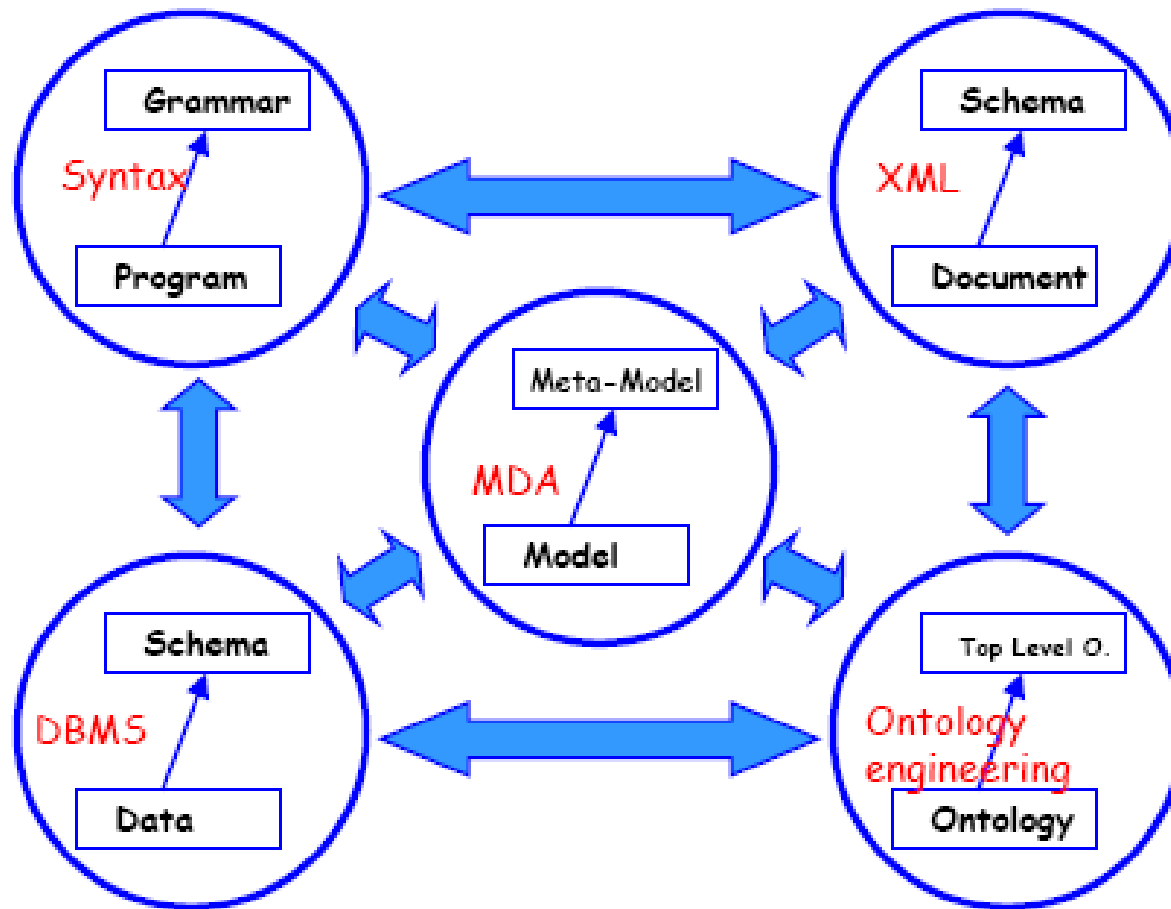 Grammar
Syntax
Program
Schema
XML
Document
Meta-Model
MDA
Model
Schema
DBMS
Data
Top Level O.
Ontology
engineering
Ontology